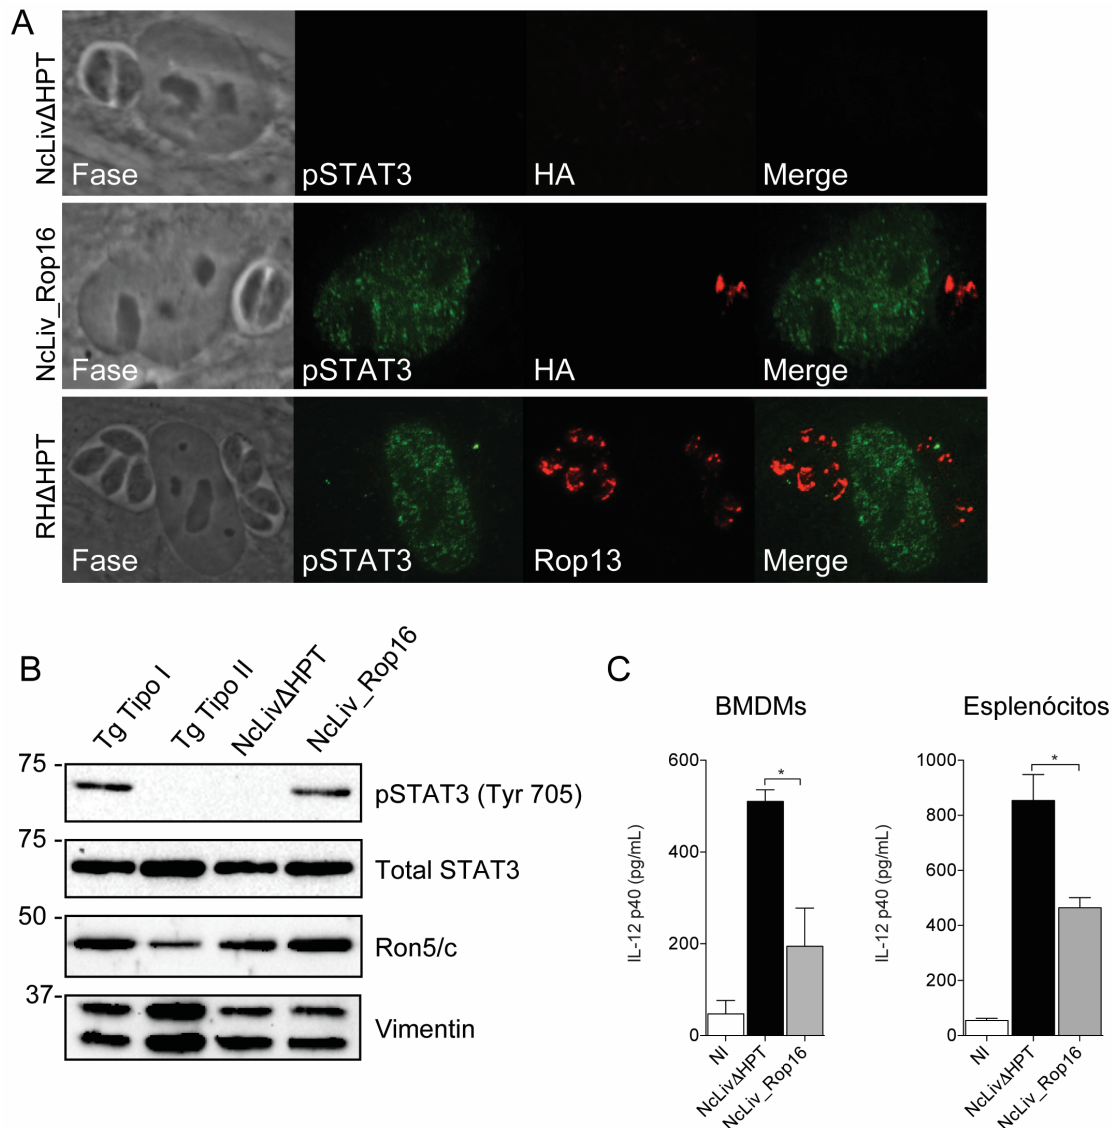 A
NcLivΔHPT
Fase
pSTAT3
HA
Merge
NcLiv_Rop16
Fase
pSTAT3
HA
Merge
RHΔHPT
Fase
pSTAT3
Rop13
Merge
B
Tg Tipo I
Tg Tipo II
NcLivΔHPT
NcLiv_Rop16
75 -
pSTAT3 (Tyr 705)
75 -
Total STAT3
50 -
Ron5/c
37-
Vimentin
C
BMDMs
IL-12 p40 (pg/mL)
600
400
200
0
*
NI
NcLivΔHPT
NcLiv_Rop16
Esplenócitos
IL-12 p40 (pg/mL)
1000
800
600
400
200
0
*
NI
NcLivΔHPT
NcLiv_Rop16